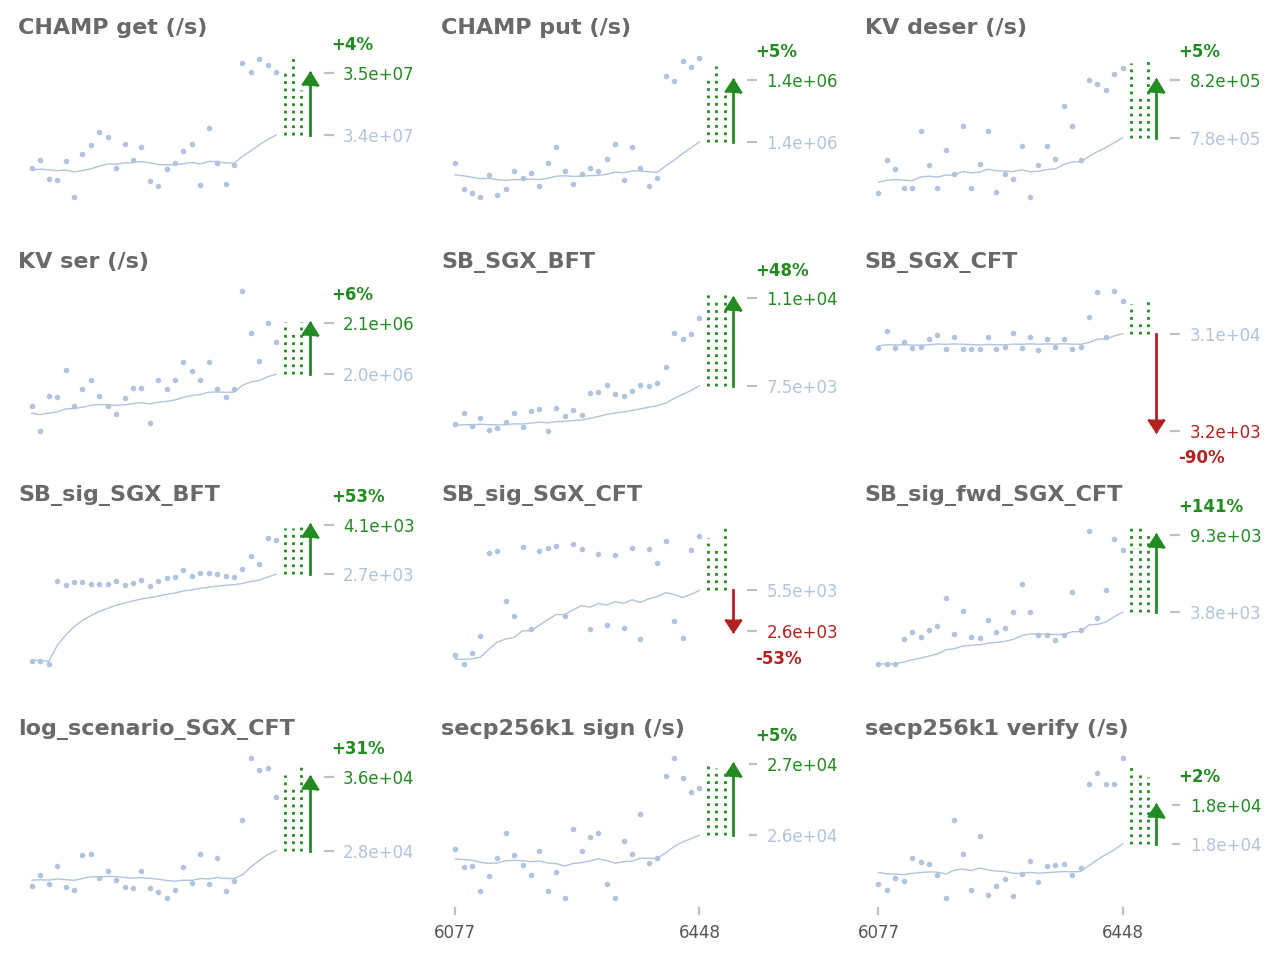 CHAMP get (/s)
+4%
3.5e+07
3.4e+07
CHAMP put (/s)
+5%
1.4e+06
1.4e+06
KV deser (/s)
+5%
8.2e+05
7.8e+05
KV ser (/s)
+6%
2.1e+06
2.0e+06
SB_SGX_BFT
+48%
1.1e+04
7.5e+03
SB_SGX_CFT
3.1e+04
3.2e+03
-90%
SB_sig_SGX_BFT
+53%
4.1e+03
2.7e+03
SB_sig_SGX_CFT
5.5e+03
2.6e+03
-53%
SB_sig_fwd_SGX_CFT
+141%
9.3e+03
3.8e+03
log_scenario_SGX_CFT
+31%
3.6e+04
2.8e+04
secp256k1 sign (/s)
+5%
2.7e+04
2.6e+04
6077
6448
secp256k1 verify (/s)
+2%
1.8e+04
1.8e+04
6077
6448